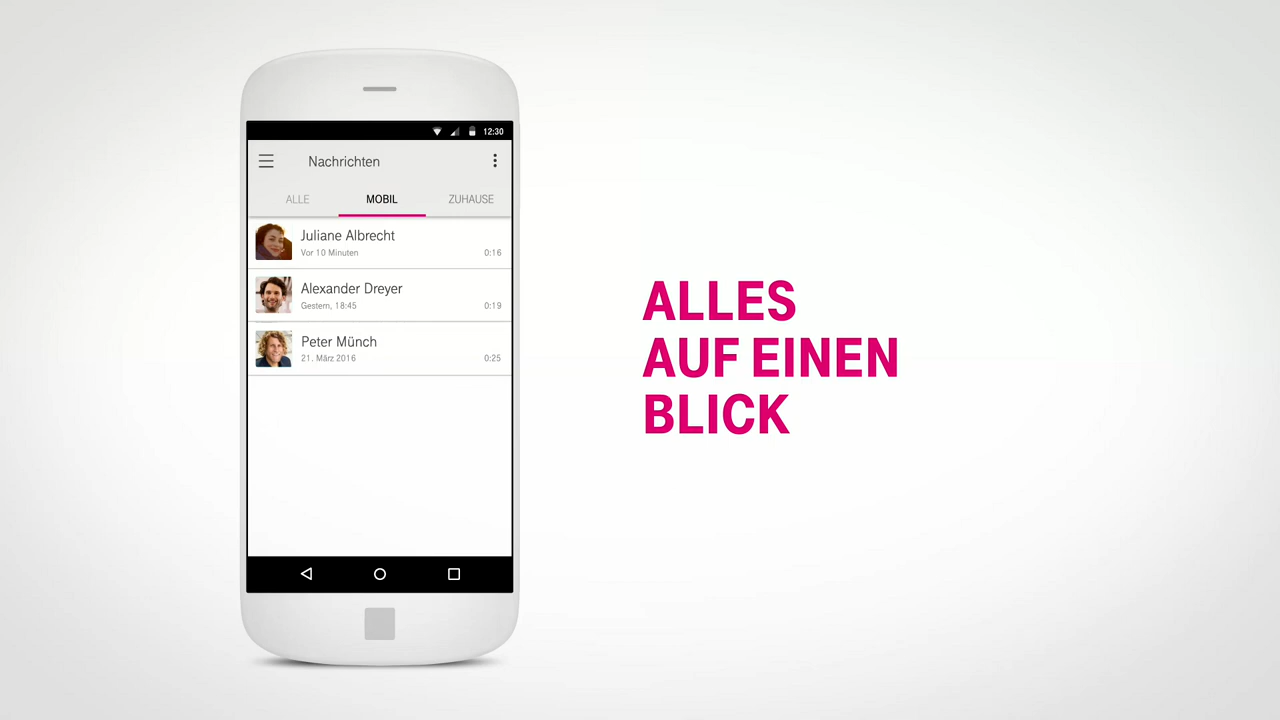 12:30
Nachrichten
ALLE MOBIL ZUHAUSE
Juliane Albrecht
Vor 10 Minuten 0:16
Alexander Dreyer
Gestern, 18:45 0:19
Peter Münch
21. März 2016 0:25
ALLES
AUF EINEN
BLICK